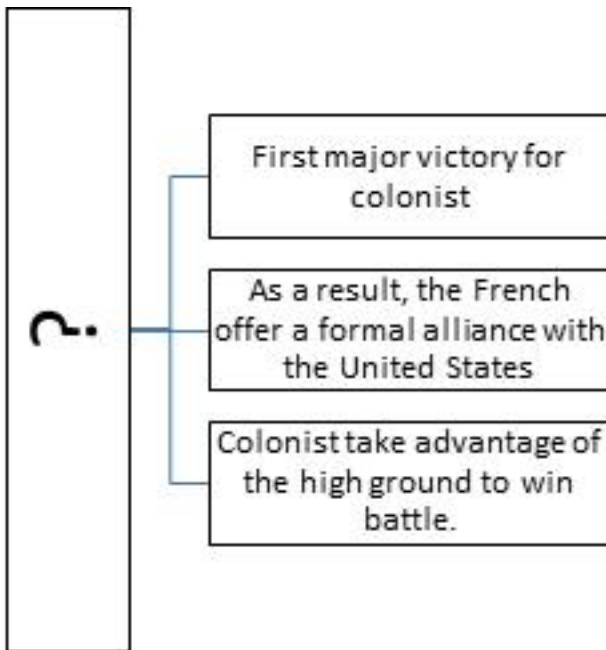 ?
First major victory for
colonist
As a result, the French
offer a formal alliance with
the United States
Colonist take advantage of
the high ground to win
battle.